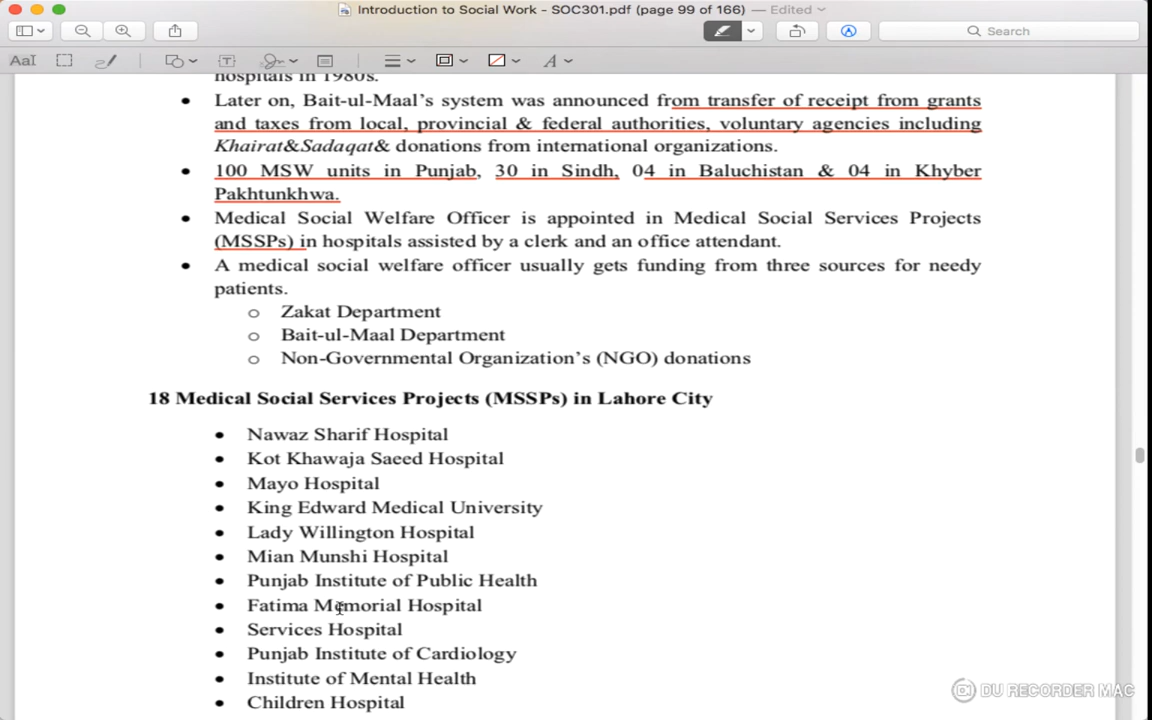 Introduction to Social Work - SOC301.pdf (page 99 of 166) — Edited
Search
AaI
T
A
hospitals in 1980s.
Later on, Bait-ul-Maal's system was announced from transfer of receipt from grants
and taxes from local, provincial & federal authorities, voluntary agencies including
Khairat&Sadaqat& donations from international organizations.
100 MSW units in Punjab, 30 in Sindh, 04 in Baluchistan & 04 in Khyber
Pakhtunkhwa.
Medical Social Welfare Officer is appointed in Medical Social Services Projects
(MSSPs) in hospitals assisted by a clerk and an office attendant.
A medical social welfare officer usually gets funding from three sources for needy
patients.
Zakat Department
Bait-ul-Maal Department
Non-Governmental Organization's (NGO) donations
18 Medical Social Services Projects (MSSPs) in Lahore City
Nawaz Sharif Hospital
Kot Khawaja Saeed Hospital
Mayo Hospital
King Edward Medical University
Lady Willington Hospital
Mian Munshi Hospital
Punjab Institute of Public Health
Fatima Memorial Hospital
Services Hospital
Punjab Institute of Cardiology
Institute of Mental Health
Children Hospital
DU RECORDER MAC